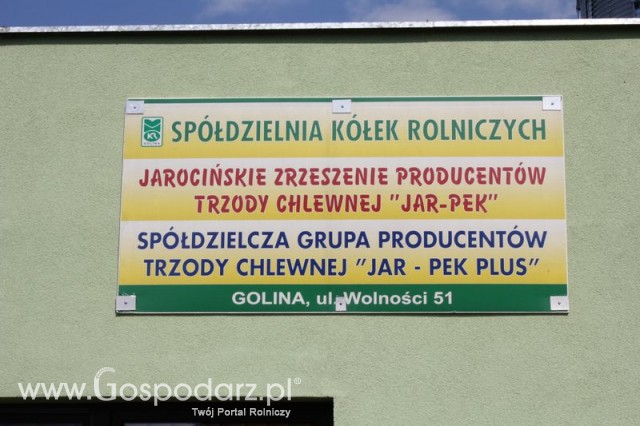 SPÓŁDZIELNIA KÓŁEK ROLNICZYCH
JAROCIŃSKIE ZRZESZENIE PRODUCENTÓW
TRZODY CHLEWNEJ "JAR-PEK"
SPÓŁDZIELCZA GRUPA PRODUCENTÓW
TRZODY CHLEWNEJ "JAR - PEK PLUS"
GOLINA, ul. Wolności 51
www.Gospodarz.pl®
Twój Portal Rolniczy